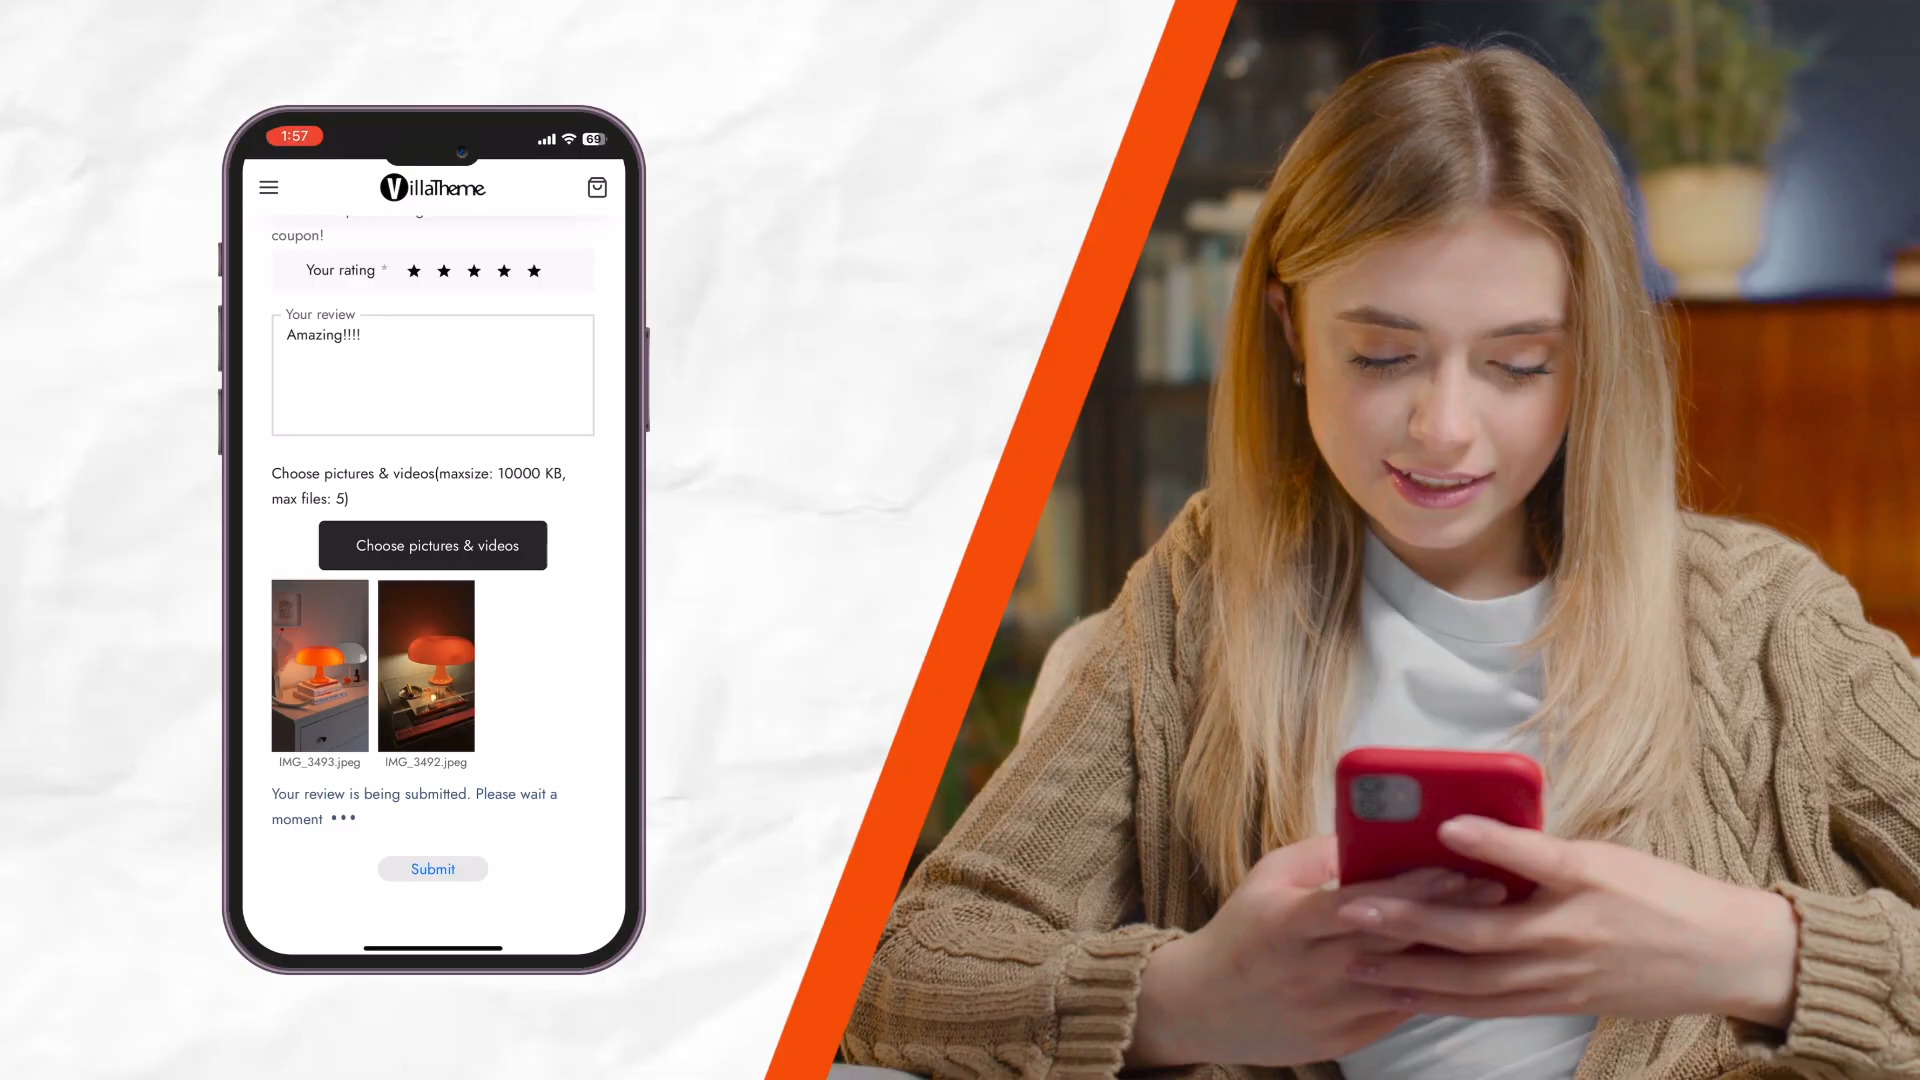 1:57
69
VillaTheme
coupon!
Your rating *
Your review
Amazing!!!!
Choose pictures & videos(maxsize: 10000 KB,
max files: 5)
Choose pictures & videos
IMG_3493.jpeg IMG_3492.jpeg
Your review is being submitted. Please wait a
moment •••
Submit